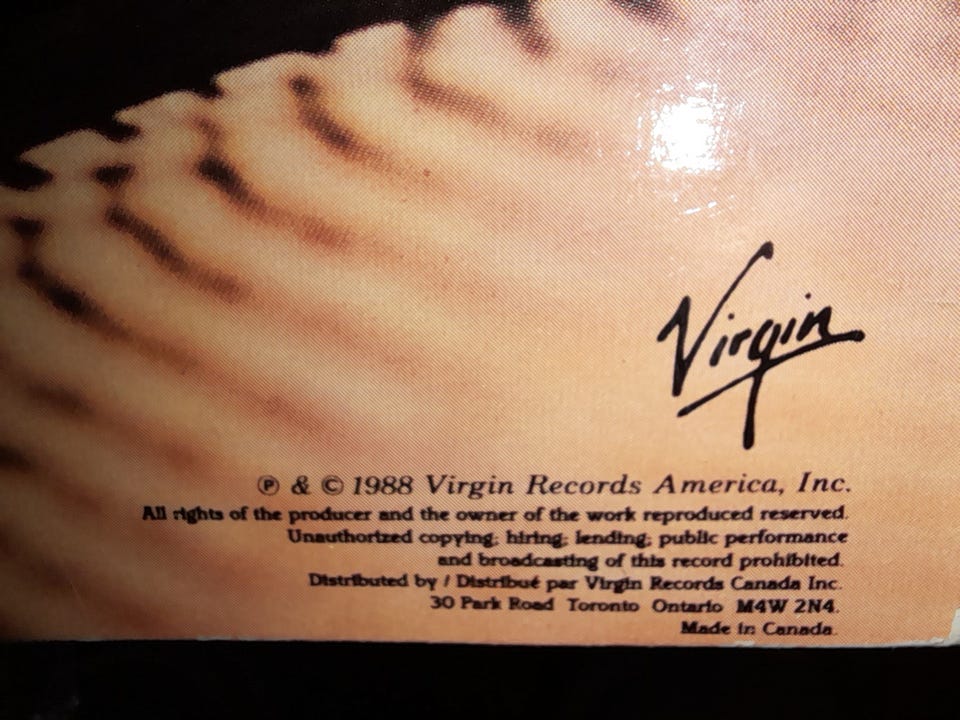 Virgin
℗ & © 1988 Virgin Records America, Inc.
All rights of the producer and the owner of the work reproduced reserved.
Unauthorized copying; hiring; lending; public performance
and broadcasting of this record prohibited.
Distributed by / Distribué par Virgin Records Canada Inc.
30 Park Road Toronto Ontario M4W 2N4.
Made in Canada.